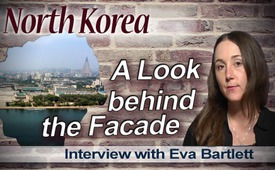 North Korea
A Look
behind
the Facade
Interview with Eva Bartlett